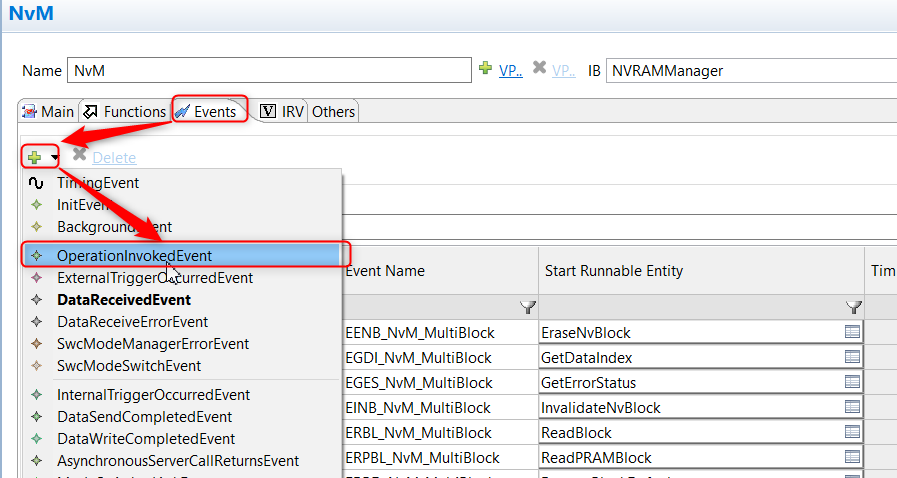 NvM
Name NvM VP.. VP.. IB NVRAMManager
Main Functions Events V IRV Others
Delete
TimingEvent
InitEvent
OperationInvokedEvent
ExternalTriggerOccurredEvent
DataReceivedEvent
DataReceiveErrorEvent
SwcModeManagerErrorEvent
SwcModeSwitchEvent
InternalTriggerOccurredEvent
DataSendCompletedEvent
DataWriteCompletedEvent
AsynchronousServerCallReturnsEvent
Event Name Start Runnable Entity Tim
EENB_NvM_MultiBlock EraseNvBlock
EGDI_NvM_MultiBlock GetDataIndex
EGES_NvM_MultiBlock GetErrorStatus
EINB_NvM_MultiBlock InvalidateNvBlock
ERBL_NvM_MultiBlock ReadBlock
ERPBL_NvM_MultiBlock ReadPRAMBlock